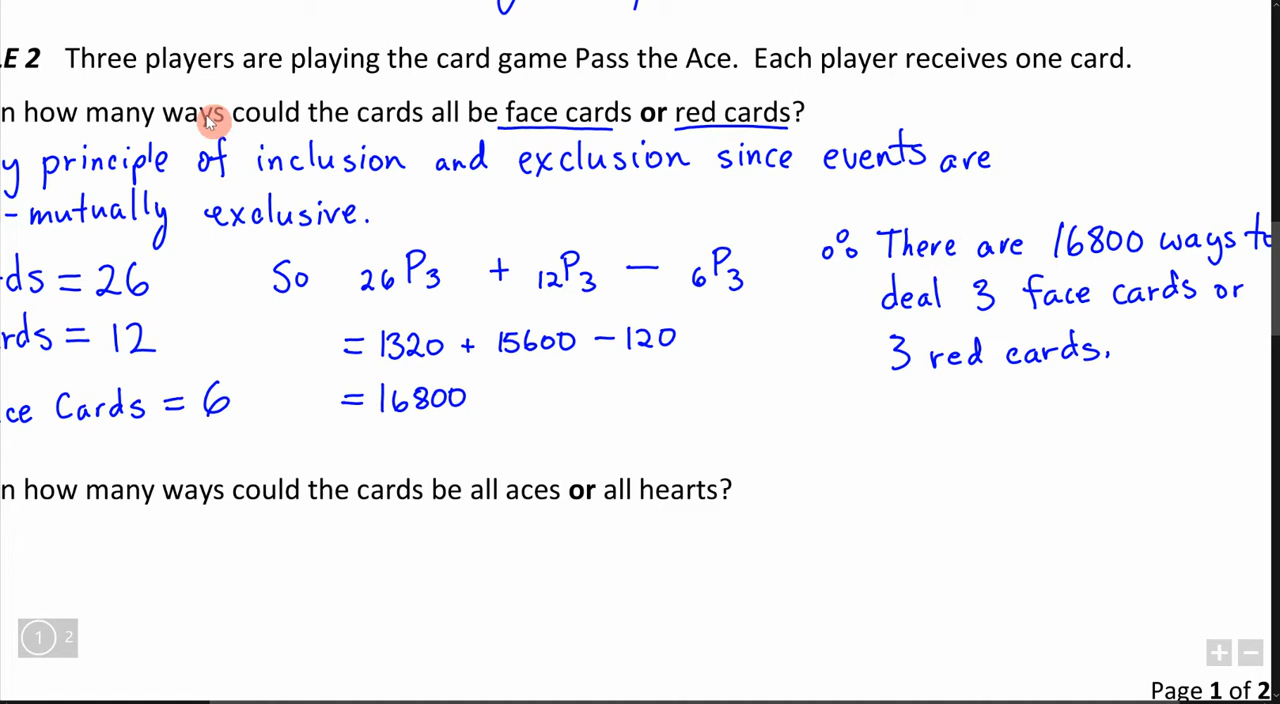 E 2 Three players are playing the card game Pass the Ace. Each player receives one card.
n how many ways could the cards all be face cards or red cards?
y principle of inclusion and exclusion since events are
- mutually exclusive.
rds = 26
So 26P3 + 12P3 - 6P3
∴ There are 16800 ways to
deal 3 face cards or
3 red cards.
rds = 12
= 1320 + 15600 - 120
ce Cards = 6
= 16800
n how many ways could the cards be all aces or all hearts?
1 2
+ -
Page 1 of 2